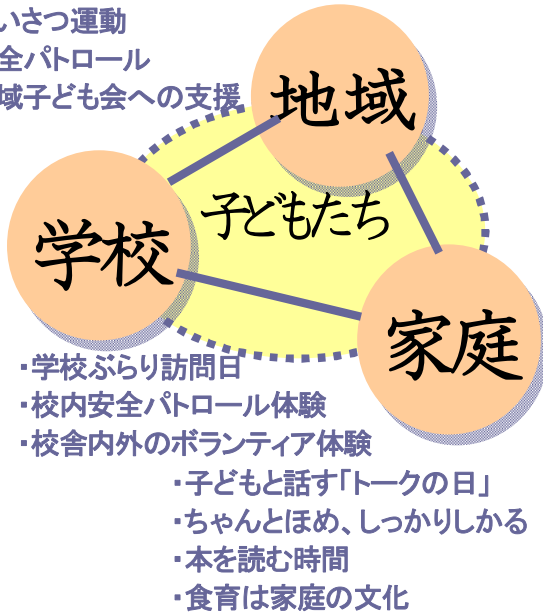 いさつ運動
全パトロール
域子ども会への支援
地域
子どもたち
学校
家庭
・学校ぶらり訪問日
・校内安全パトロール体験
・校舎内外のボランティア体験
・子どもと話す「トークの日」
・ちゃんとほめ、しっかりしかる
・本を読む時間
・食育は家庭の文化